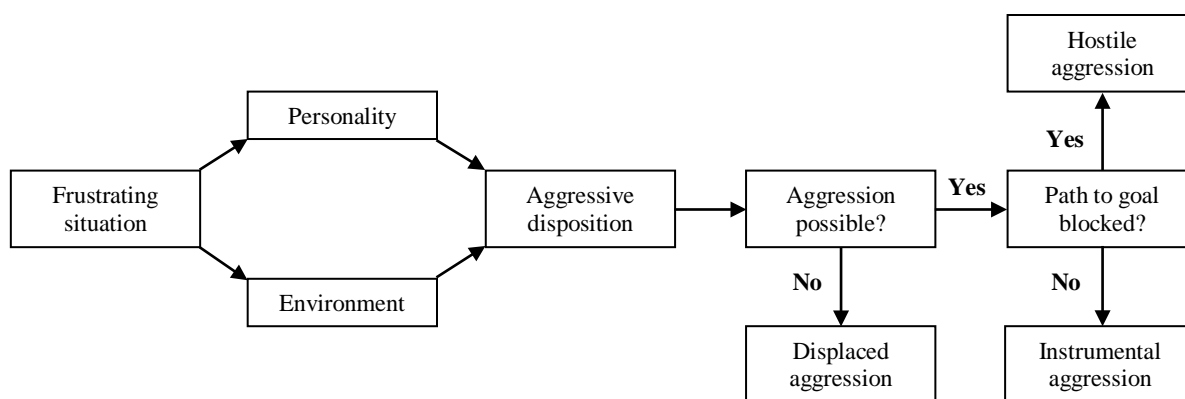 Frustrating
situation
Personality
Environment
Aggressive
disposition
Aggression
possible?
No
Displaced
aggression
Yes
Path to goal
blocked?
Yes
Hostile
aggression
No
Instrumental
aggression